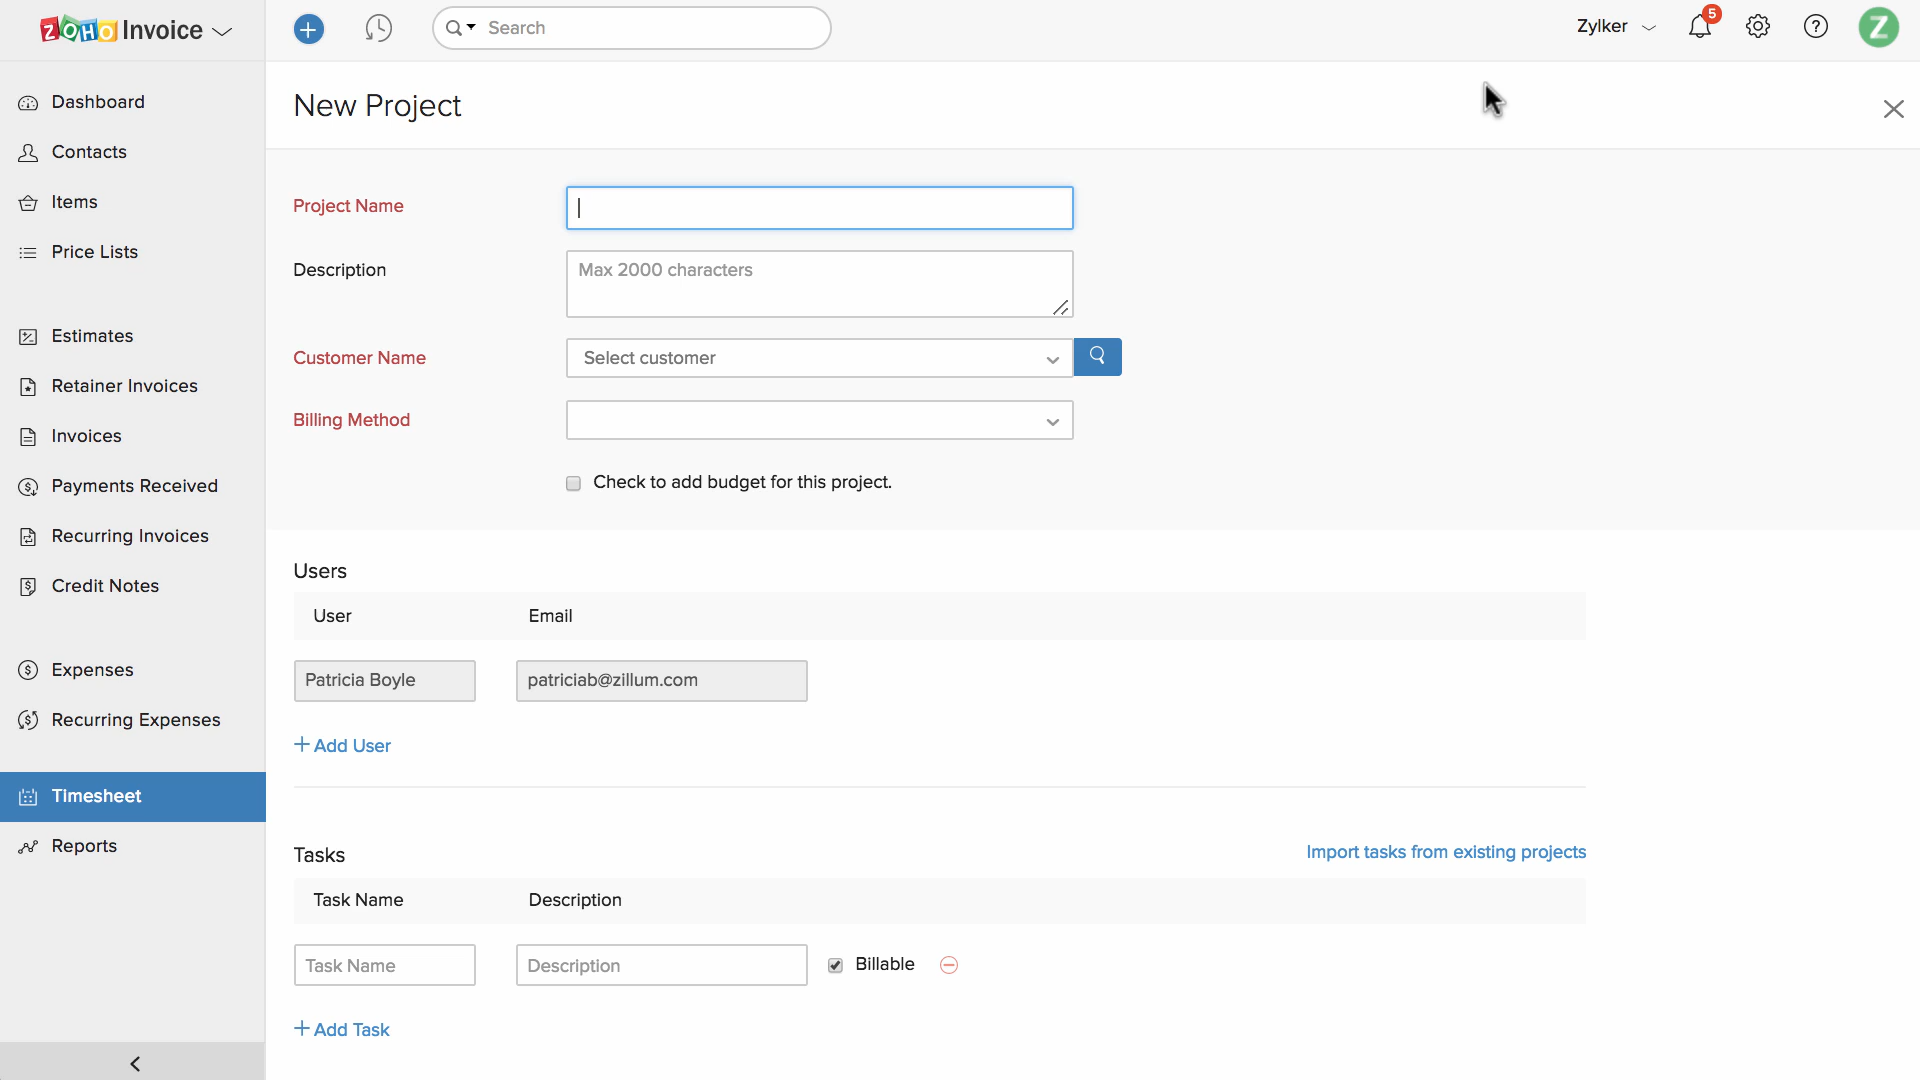 ZOHO Invoice
Search
Zylker
5
Z
Dashboard
Contacts
Items
Price Lists
Estimates
Retainer Invoices
Invoices
Payments Received
Recurring Invoices
Credit Notes
Expenses
Recurring Expenses
Timesheet
Reports
New Project
Project Name
Description
Max 2000 characters
Customer Name
Select customer
Billing Method
Check to add budget for this project.
Users
User Email
Patricia Boyle patriciab@zillum.com
+ Add User
Tasks
Import tasks from existing projects
Task Name Description
Task Name Description Billable
+ Add Task